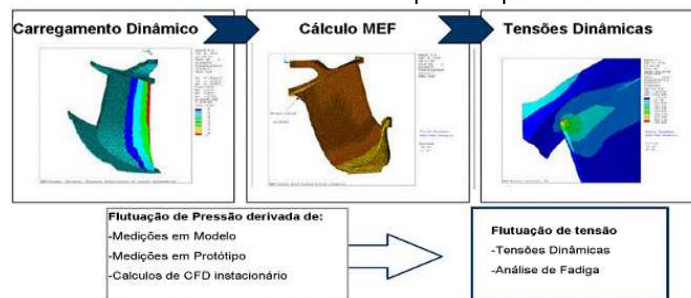 Carregamento Dinâmico
Cálculo MEF
Tensões Dinâmicas
Flutuação de Pressão derivada de:
-Medições em Modelo
-Medições em Protótipo
-Calculos de CFD instacionário
Flutuação de tensão
-Tensões Dinâmicas
-Análise de Fadiga